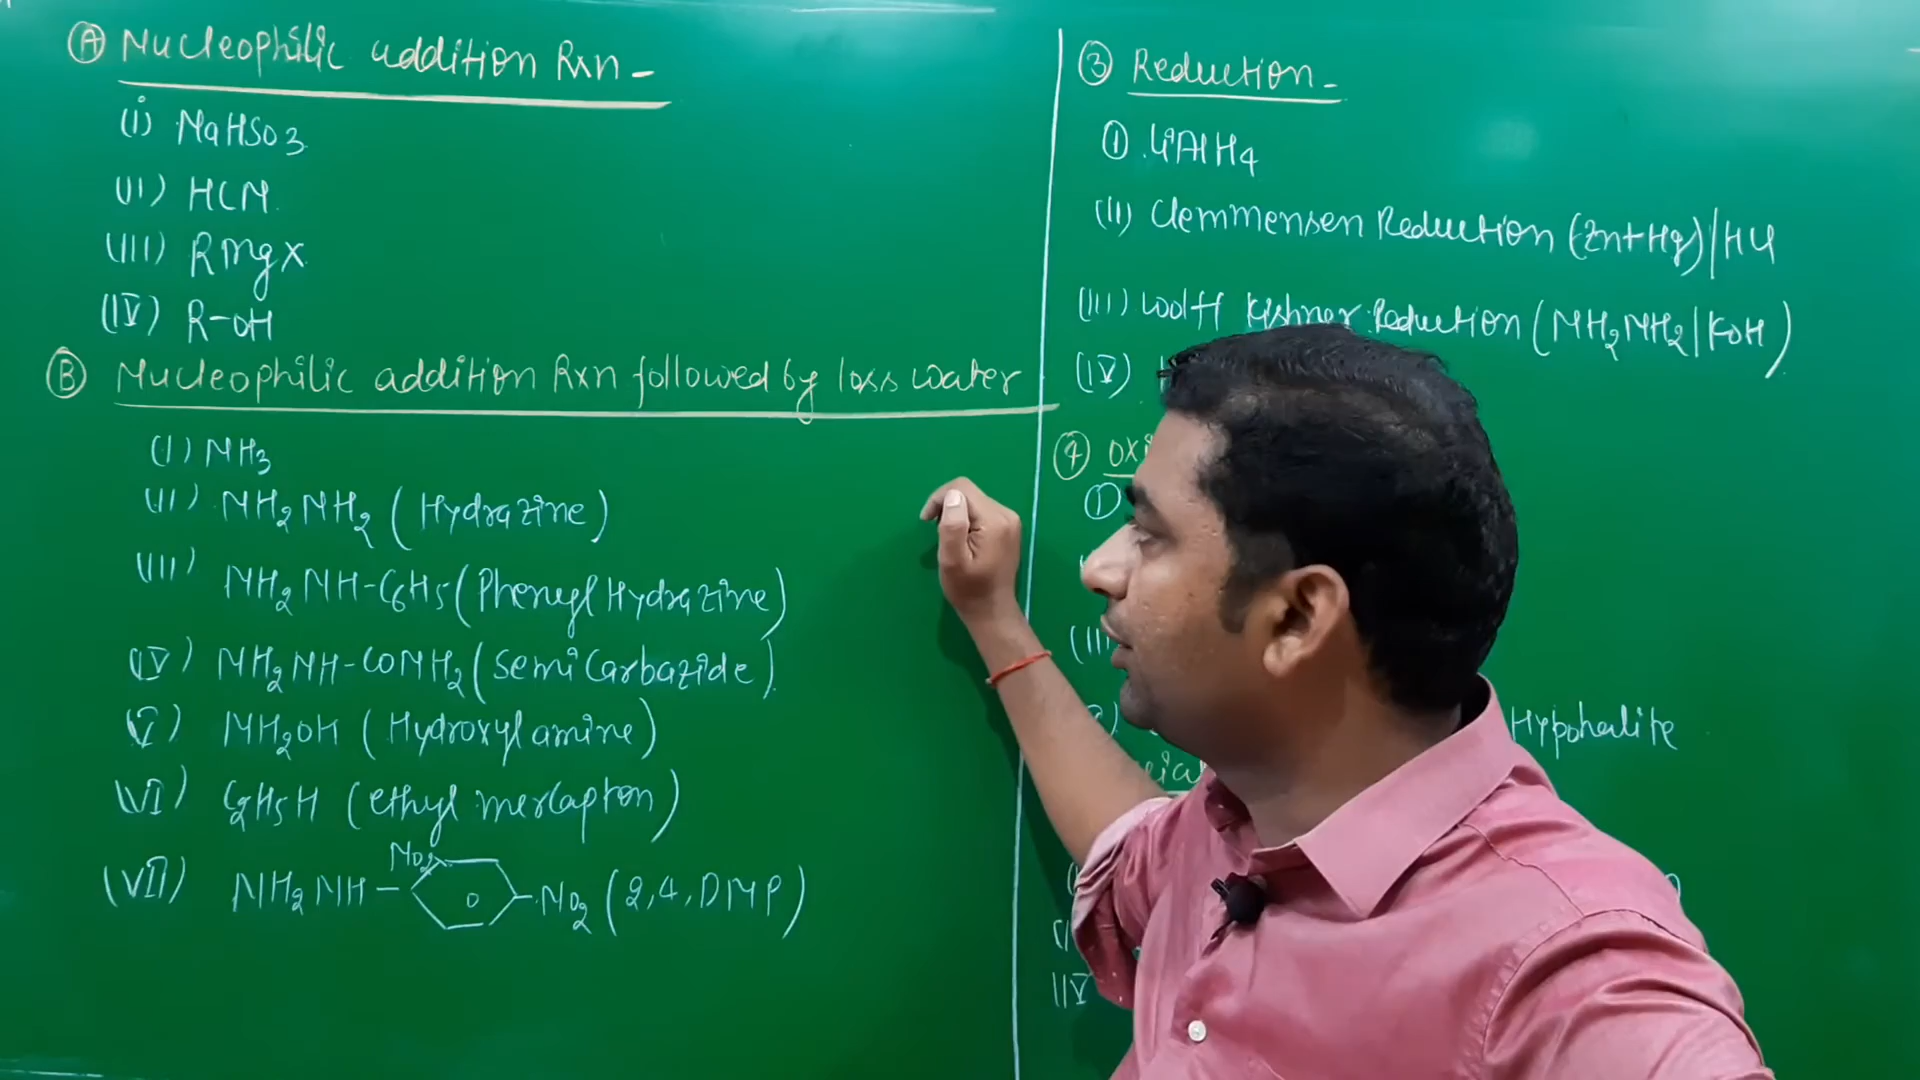 Ⓐ Nucleophilic addition Rxn -
(i) NaHSO3
(II) HCN.
(III) RMgX
(IV) R-OH
Ⓑ Nucleophilic addition Rxn followed by loss water
(I) NH3
(II) NH2NH2 (Hydrazine)
(III) NH2NH-C6H5 (Phenyl Hydrazine)
(IV) NH2NH-CONH2 (Semi Carbazide)
(V) NH2OH (Hydroxylamine)
(VI) C2H5H (ethyl mercapton)
NO2
(VII) NH2NH- -NO2 (2,4,DNP)
③ Reduction -
① LiAlH4
(II) Clemmensen Reduction (Zn+Hg)|HCl
(III) Wolff Kishner Reduction (NH2NH2|KOH)
(IV)
④
①
(III
Hypohalite